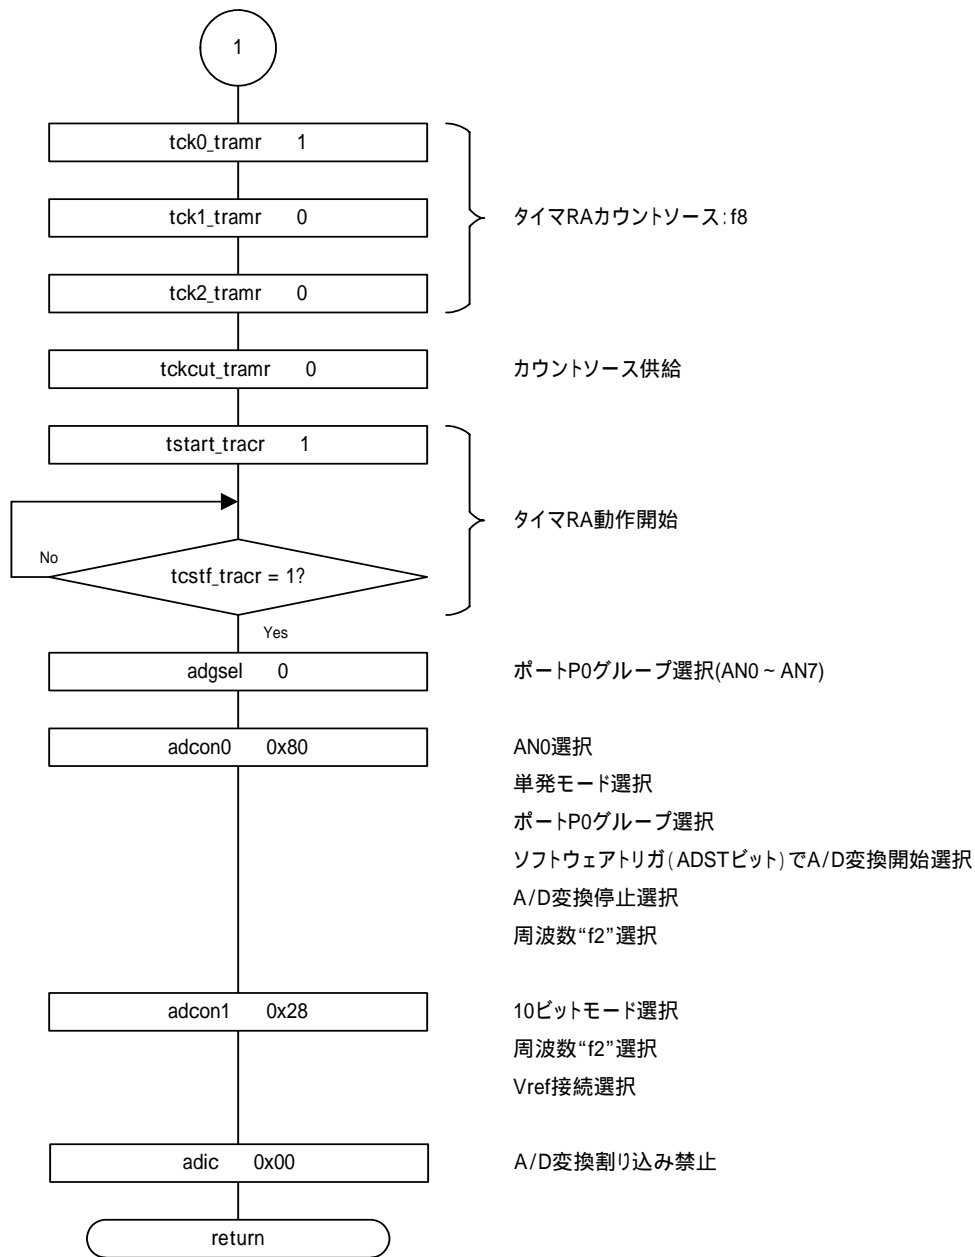 1
tck0_tramr 1
tck1_tramr 0
タイマRAカウントソース:f8
tck2_tramr 0
tckcut_tramr 0
カウントソース供給
tstart_tracr 1
タイマRA動作開始
No
tcstf_tracr = 1?
Yes
adgsel 0
ポートP0グループ選択(AN0 ~ AN7)
adcon0 0x80
AN0選択
単発モード選択
ポートP0グループ選択
ソフトウェアトリガ(ADSTビット)でA/D変換開始選択
A/D変換停止選択
周波数“f2”選択
adcon1 0x28
10ビットモード選択
周波数“f2”選択
Vref接続選択
adic 0x00
A/D変換割り込み禁止
return